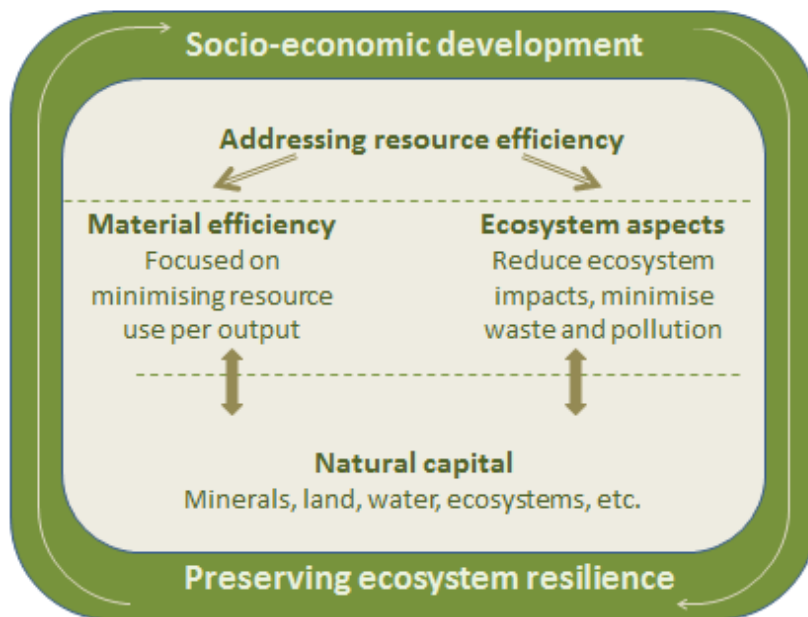 Socio-economic development
Addressing resource efficiency
Material efficiency
Focused on
minimising resource
use per output
Ecosystem aspects
Reduce ecosystem
impacts, minimise
waste and pollution
Natural capital
Minerals, land, water, ecosystems, etc.
Preserving ecosystem resilience